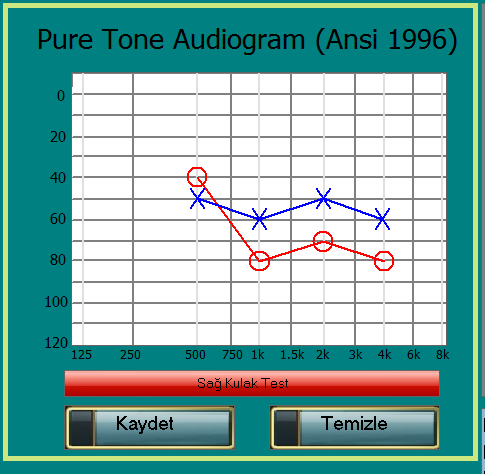 Pure Tone Audiogram (Ansi 1996)
0
20
40
60
80
100
120
125 250 500 750 1k 1.5k 2k 3k 4k 6k 8k
Sağ Kulak Test
Kaydet Temizle